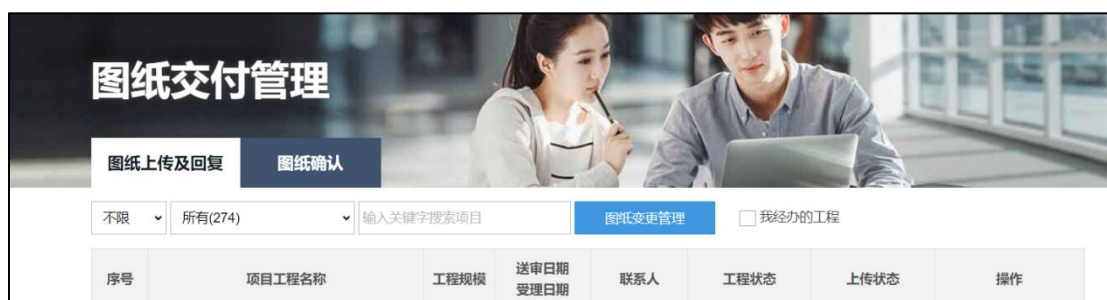 图纸交付管理
图纸上传及回复 图纸确认
不限 所有(274) 输入关键字搜索项目 图纸变更管理 我经办的工程
序号 项目工程名称 工程规模 送审日期 联系人 工程状态 上传状态 操作
受理日期